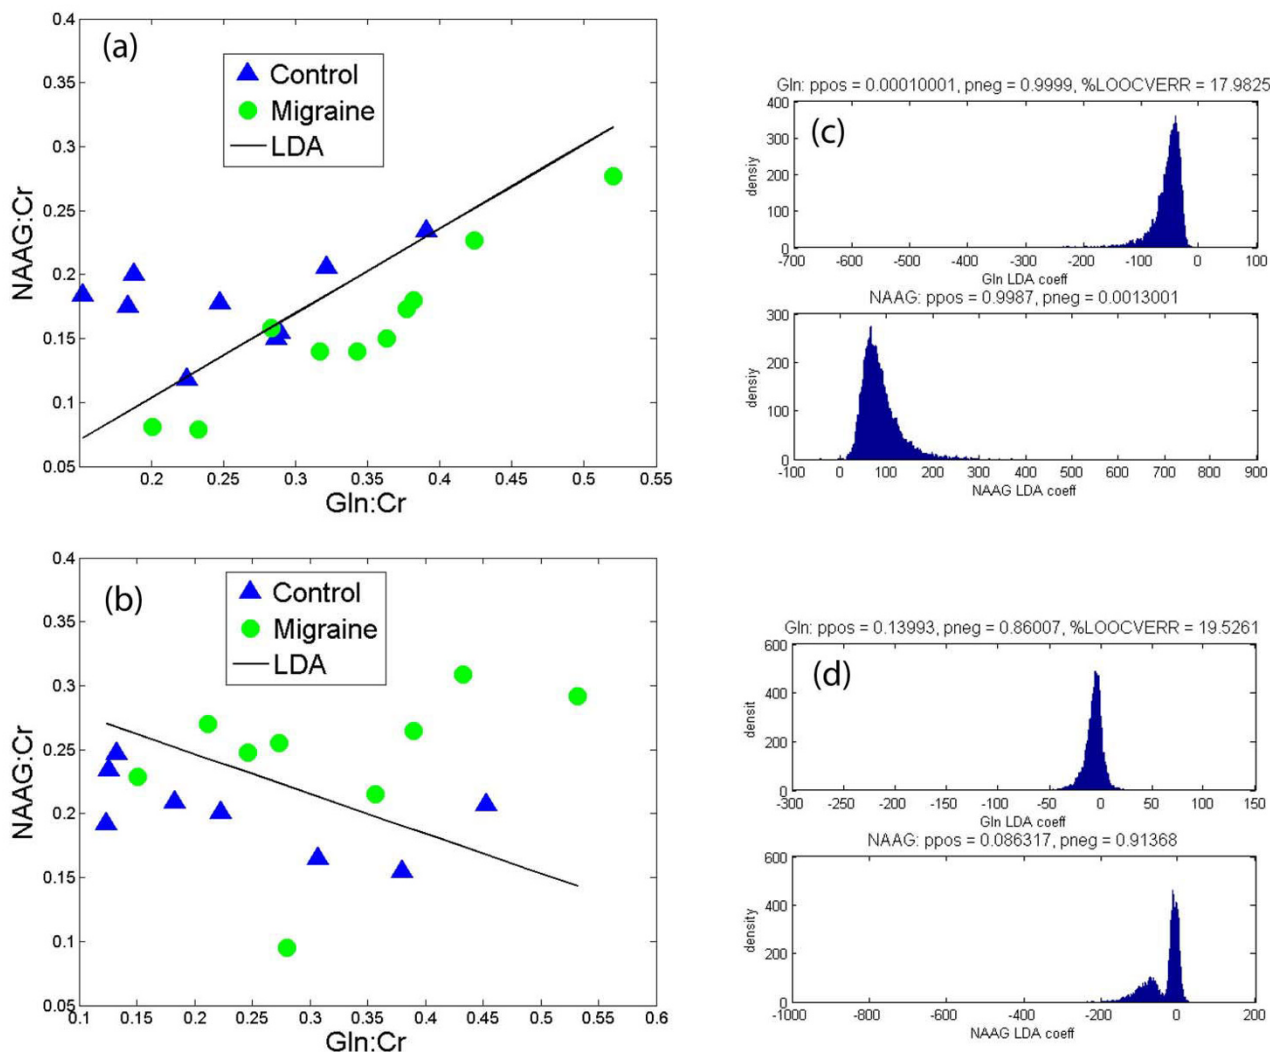 (a)
0.4
0.35
0.3
0.25
0.2
0.15
0.1
0.05
NAAG:Cr
Control
Migraine
LDA
0.2 0.25 0.3 0.35 0.4 0.45 0.5 0.55
Gln:Cr
(b)
0.4
0.35
0.3
0.25
0.2
0.15
0.1
0.05
NAAG:Cr
Control
Migraine
LDA
0.1 0.15 0.2 0.25 0.3 0.35 0.4 0.45 0.5 0.55 0.6
Gln:Cr
Gln: ppos = 0.00010001, pneg = 0.9999, %LOOCVERR = 17.9825
(c)
400
300
200
100
0
densiy
-700 -600 -500 -400 -300 -200 -100 0 100
Gln LDA coeff
NAAG: ppos = 0.9987, pneg = 0.0013001
300
200
100
0
densiy
-100 0 100 200 300 400 500 600 700 800 900
NAAG LDA coeff
Gln: ppos = 0.13993, pneg = 0.86007, %LOOCVERR = 19.5261
(d)
600
400
200
0
densit
-300 -250 -200 -150 -100 -50 0 50 100 150
Gln LDA coeff
NAAG: ppos = 0.086317, pneg = 0.91368
600
400
200
0
density
-1000 -800 -600 -400 -200 0 200
NAAG LDA coeff